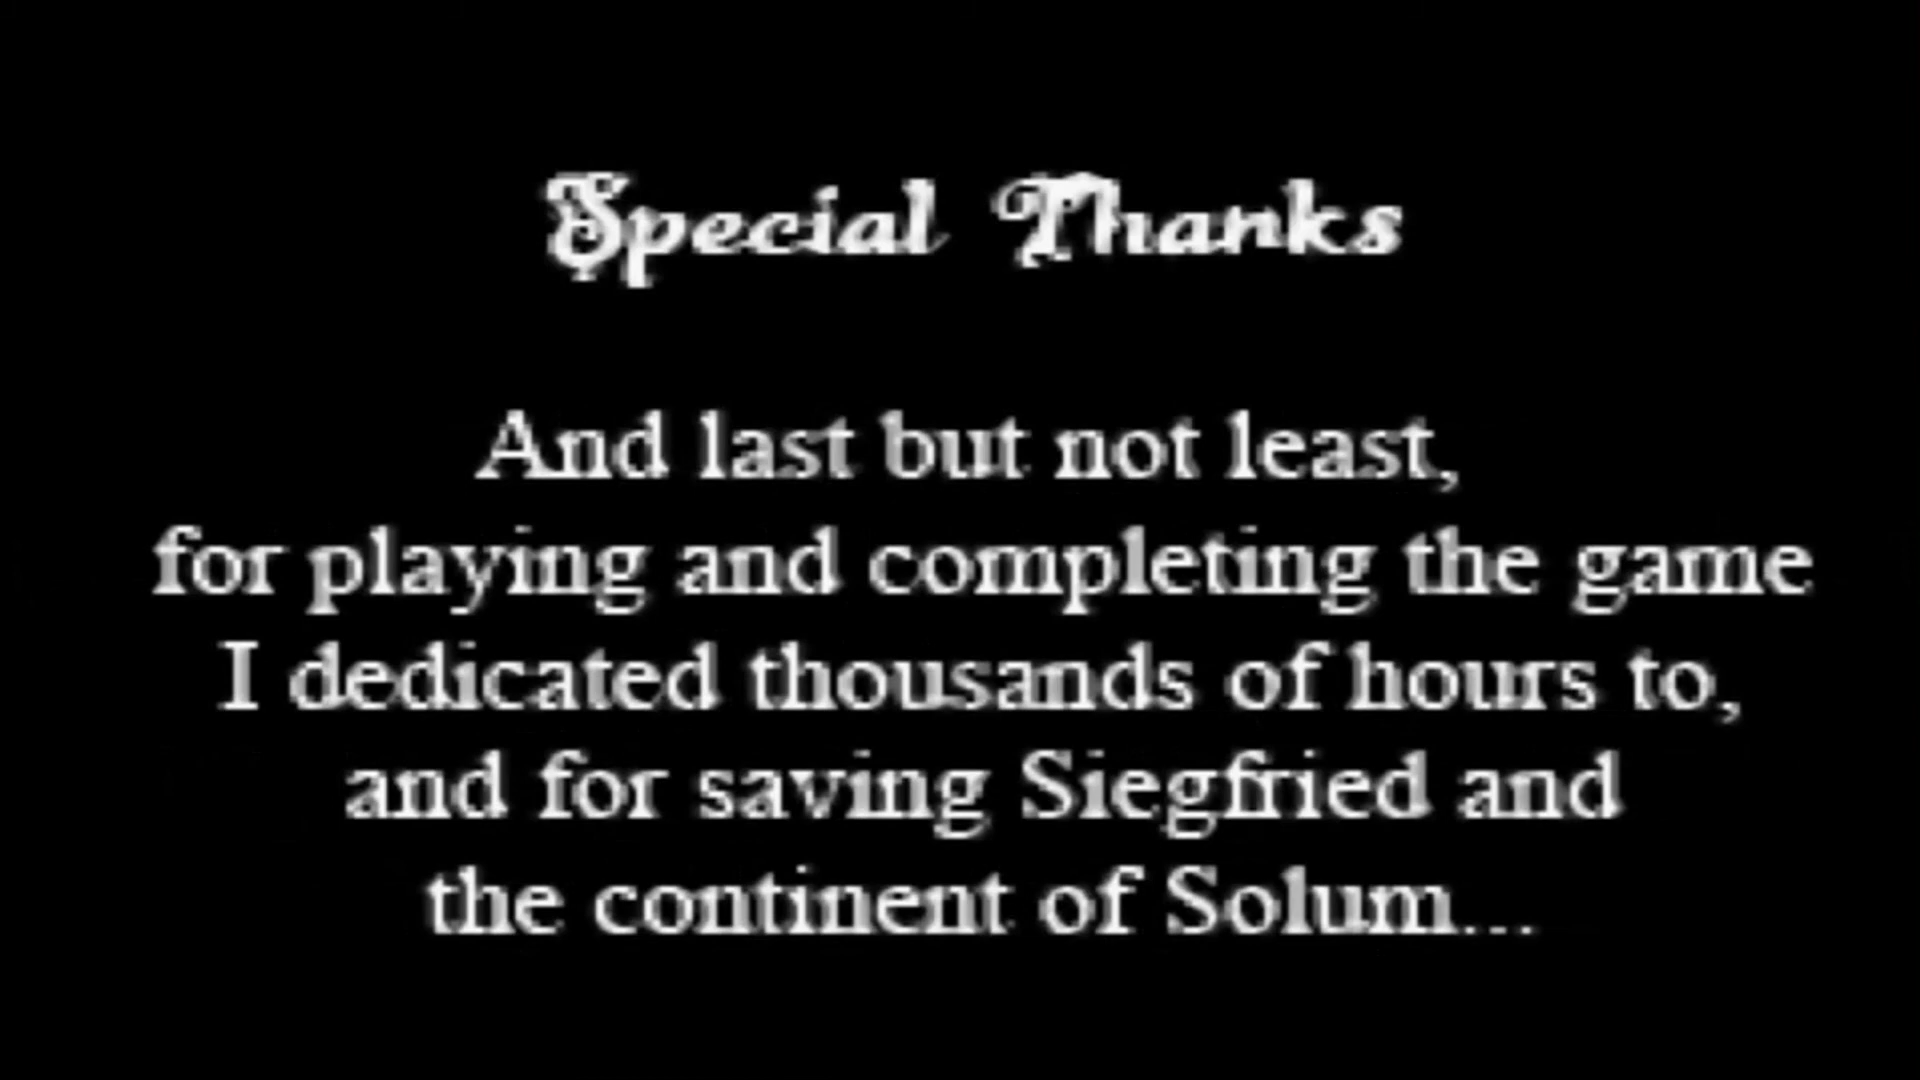 Special Thanks
And last but not least,
for playing and completing the game
I dedicated thousands of hours to,
and for saving Siegfried and
the continent of Solum...